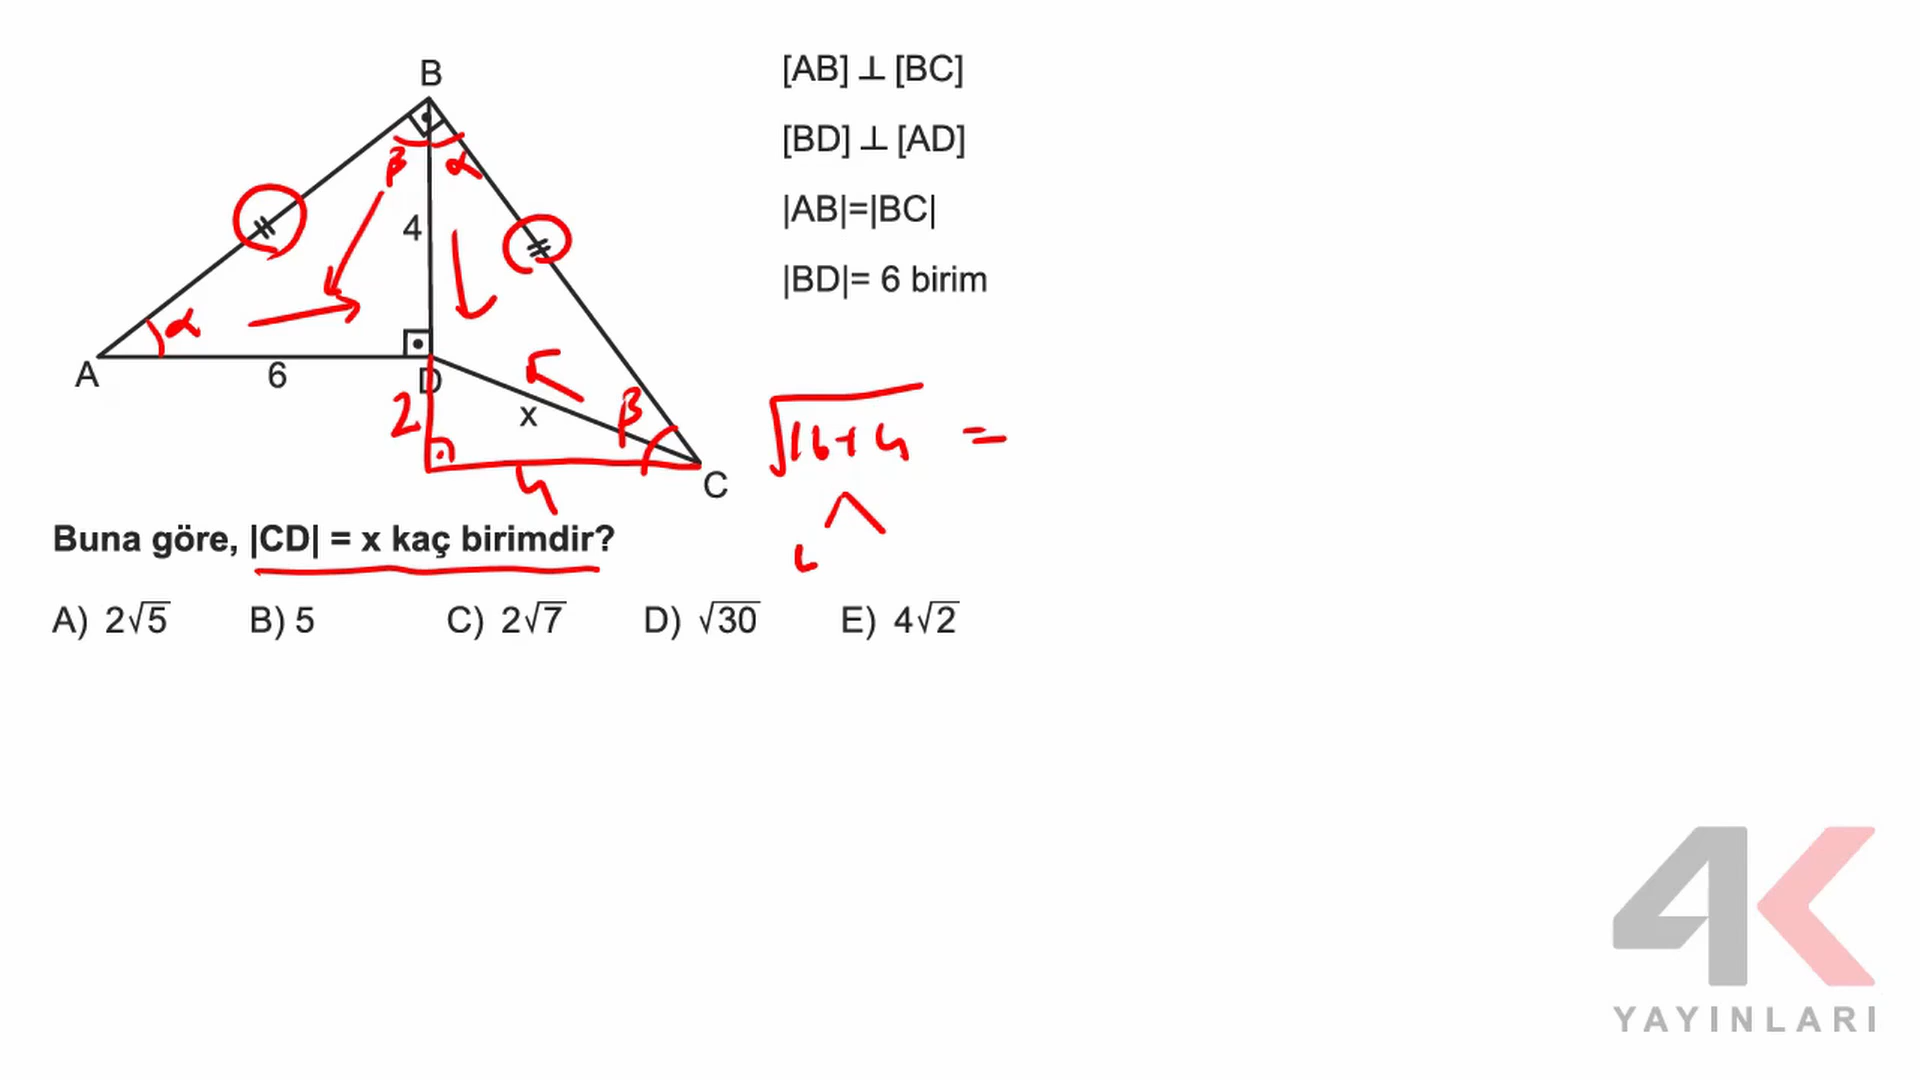 B
[AB] ⊥ [BC]
[BD] ⊥ [AD]
β α
|AB|=|BC|
4
|BD|= 6 birim
α
A 6 D
2 x β
√16+4 =
4 C
Buna göre, |CD| = x kaç birimdir?
A) 2√5 B) 5 C) 2√7 D) √30 E) 4√2
4K
YAYINLARI